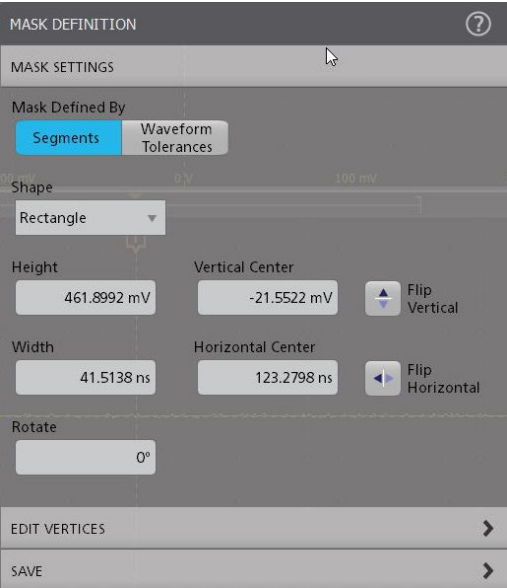 MASK DEFINITION
?
MASK SETTINGS
Mask Defined By
Segments
Waveform
Tolerances
0 V
100 mV
Shape
Rectangle
Height
Vertical Center
461.8992 mV
-21.5522 mV
Flip
Vertical
Width
Horizontal Center
41.5138 ns
123.2798 ns
Flip
Horizontal
Rotate
0°
EDIT VERTICES
SAVE